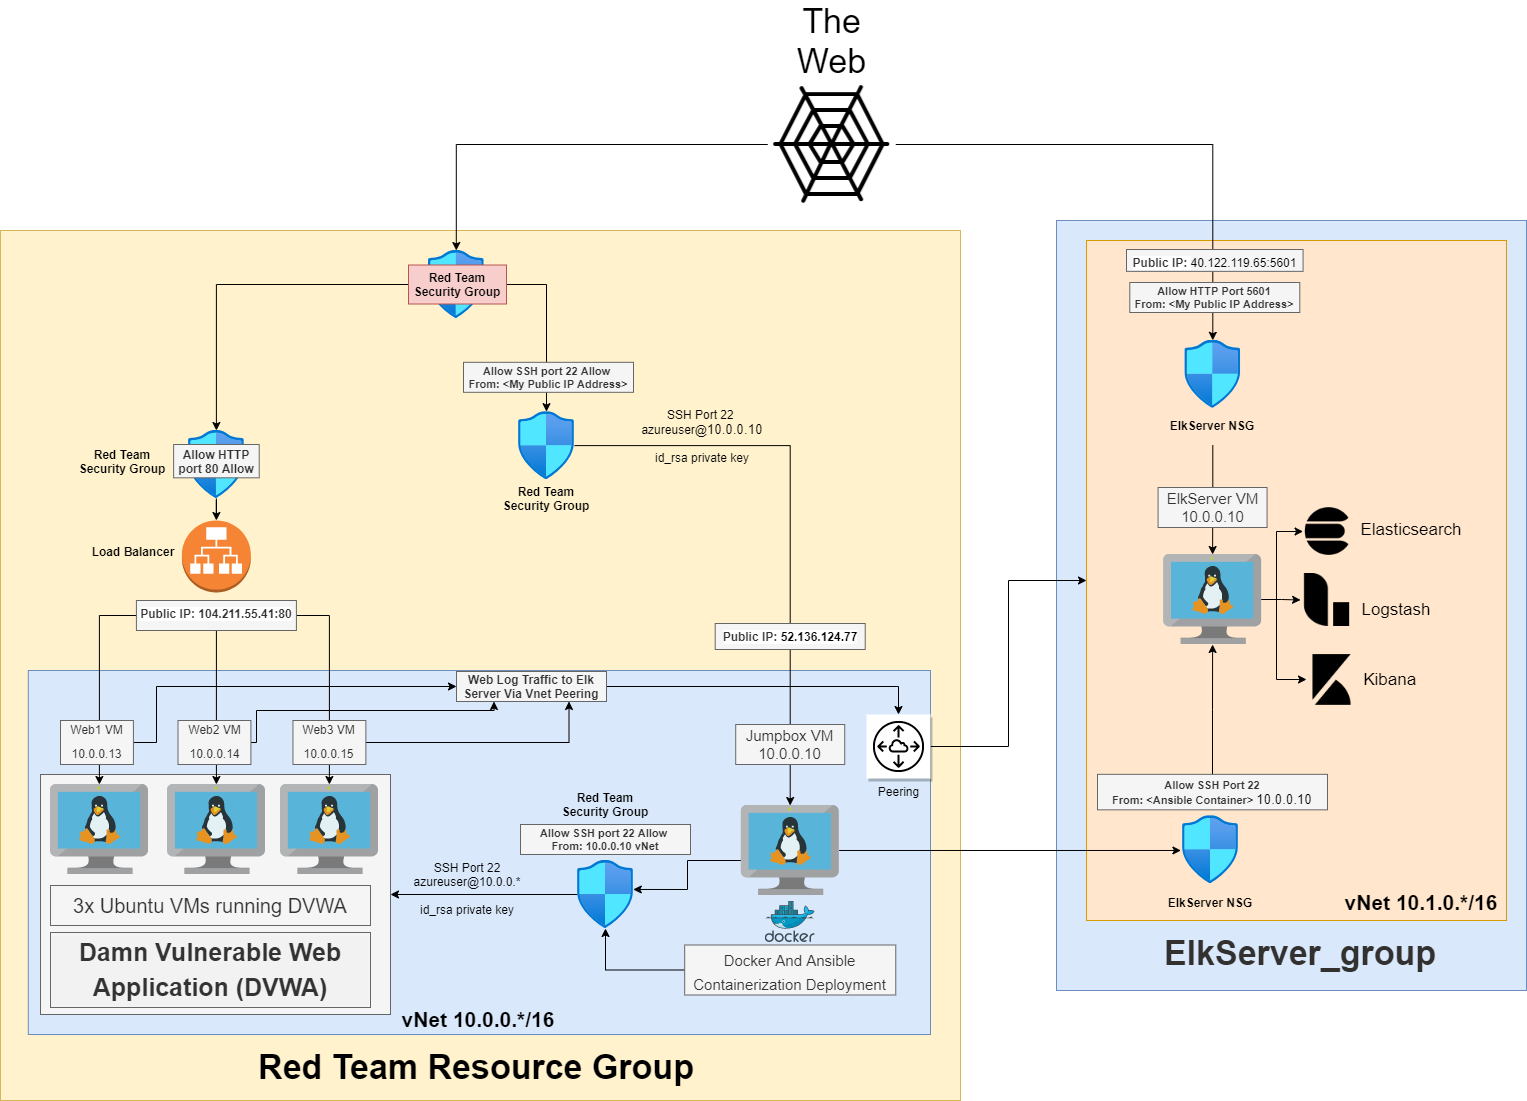 The
Web
Red Team
Security Group
Allow SSH port 22 Allow
From: <My Public IP Address>
SSH Port 22
azureuser@10.0.0.10
id_rsa private key
Red Team
Security Group
Red Team
Security Group
Allow HTTP
port 80 Allow
Load Balancer
Public IP: 104.211.55.41:80
Public IP: 52.136.124.77
Web Log Traffic to Elk
Server Via Vnet Peering
Web1 VM
10.0.0.13
Web2 VM
10.0.0.14
Web3 VM
10.0.0.15
Jumpbox VM
10.0.0.10
Peering
Red Team
Security Group
Allow SSH port 22 Allow
From: 10.0.0.10 vNet
SSH Port 22
azureuser@10.0.0.*
id_rsa private key
3x Ubuntu VMs running DVWA
Damn Vulnerable Web
Application (DVWA)
docker
Docker And Ansible
Containerization Deployment
vNet 10.0.0.*/16
Red Team Resource Group
Public IP: 40.122.119.65:5601
Allow HTTP Port 5601
From: <My Public IP Address>
ElkServer NSG
ElkServer VM
10.0.0.10
Elasticsearch
Logstash
Kibana
Allow SSH Port 22
From: <Ansible Container> 10.0.0.10
ElkServer NSG
vNet 10.1.0.*/16
ElkServer_group